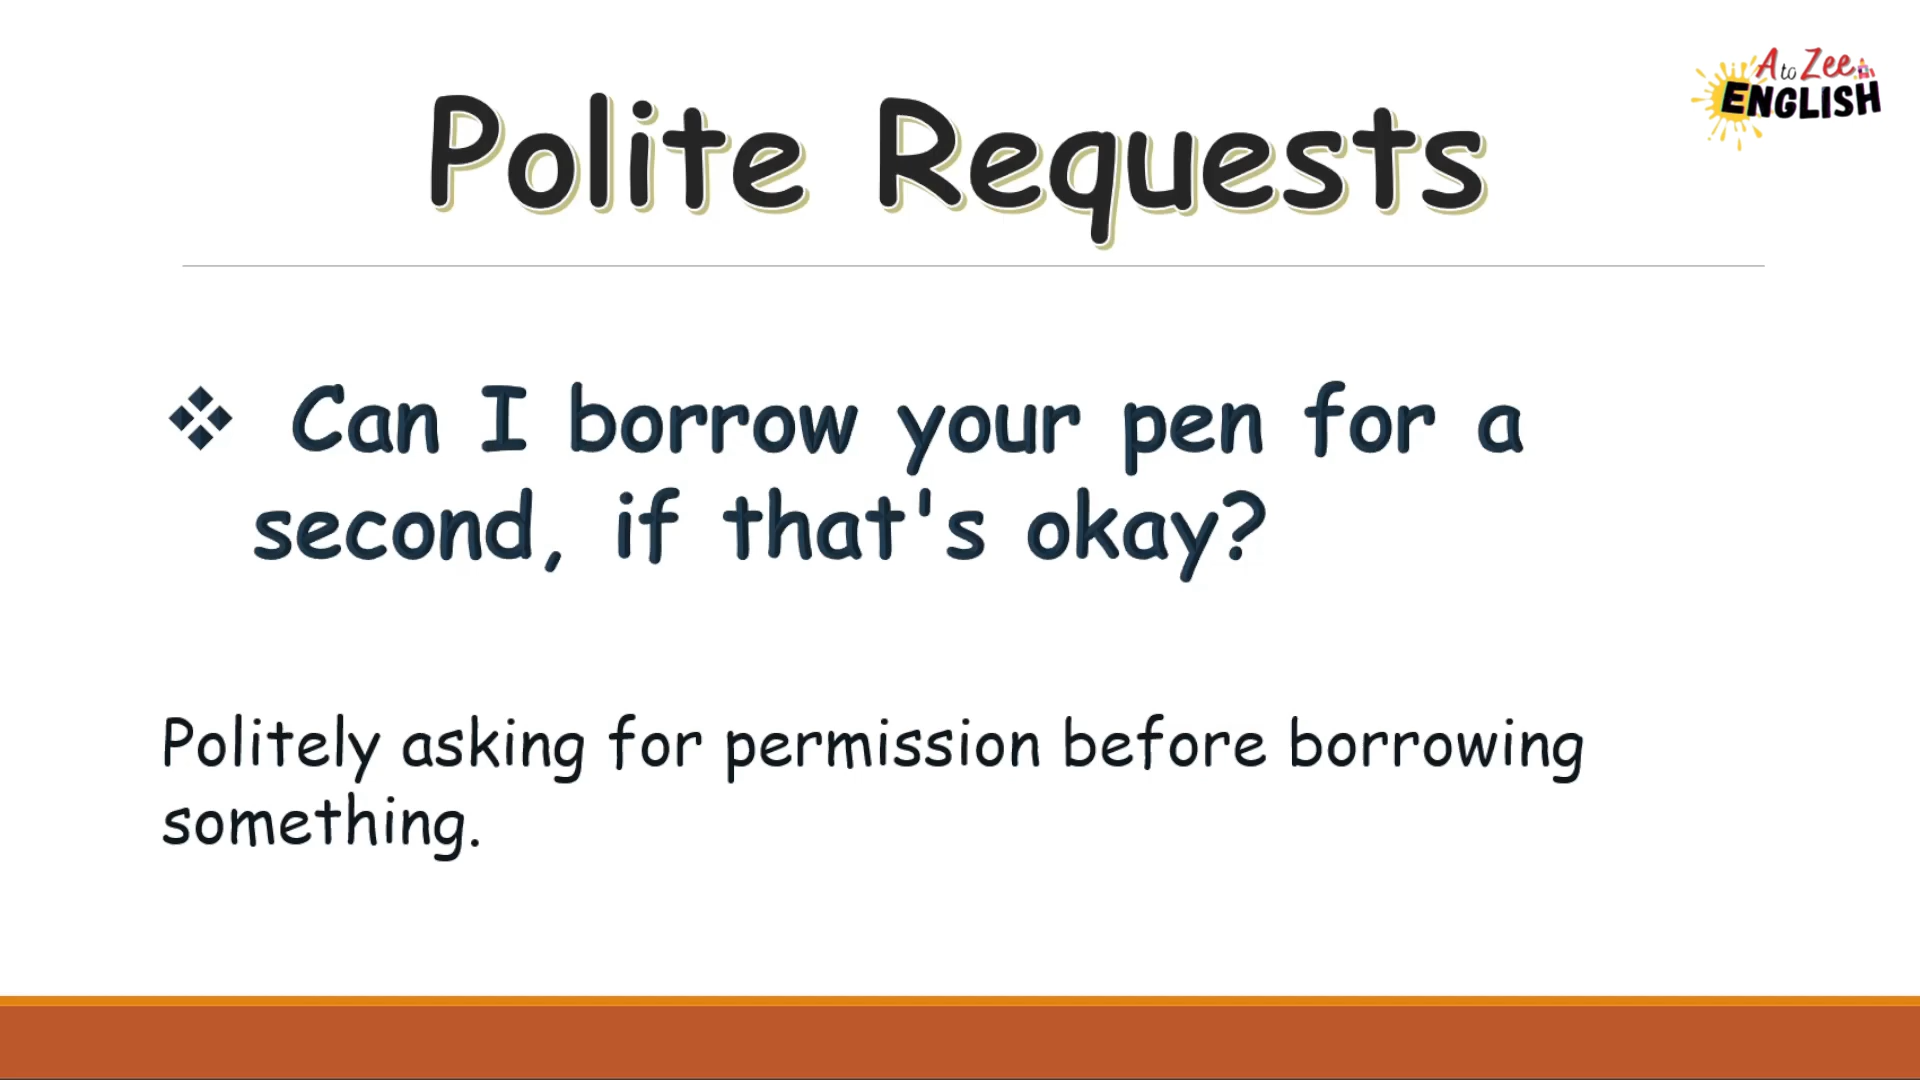 A to Zee
ENGLISH
Polite Requests
Can I borrow your pen for a
second, if that's okay?
Politely asking for permission before borrowing
something.